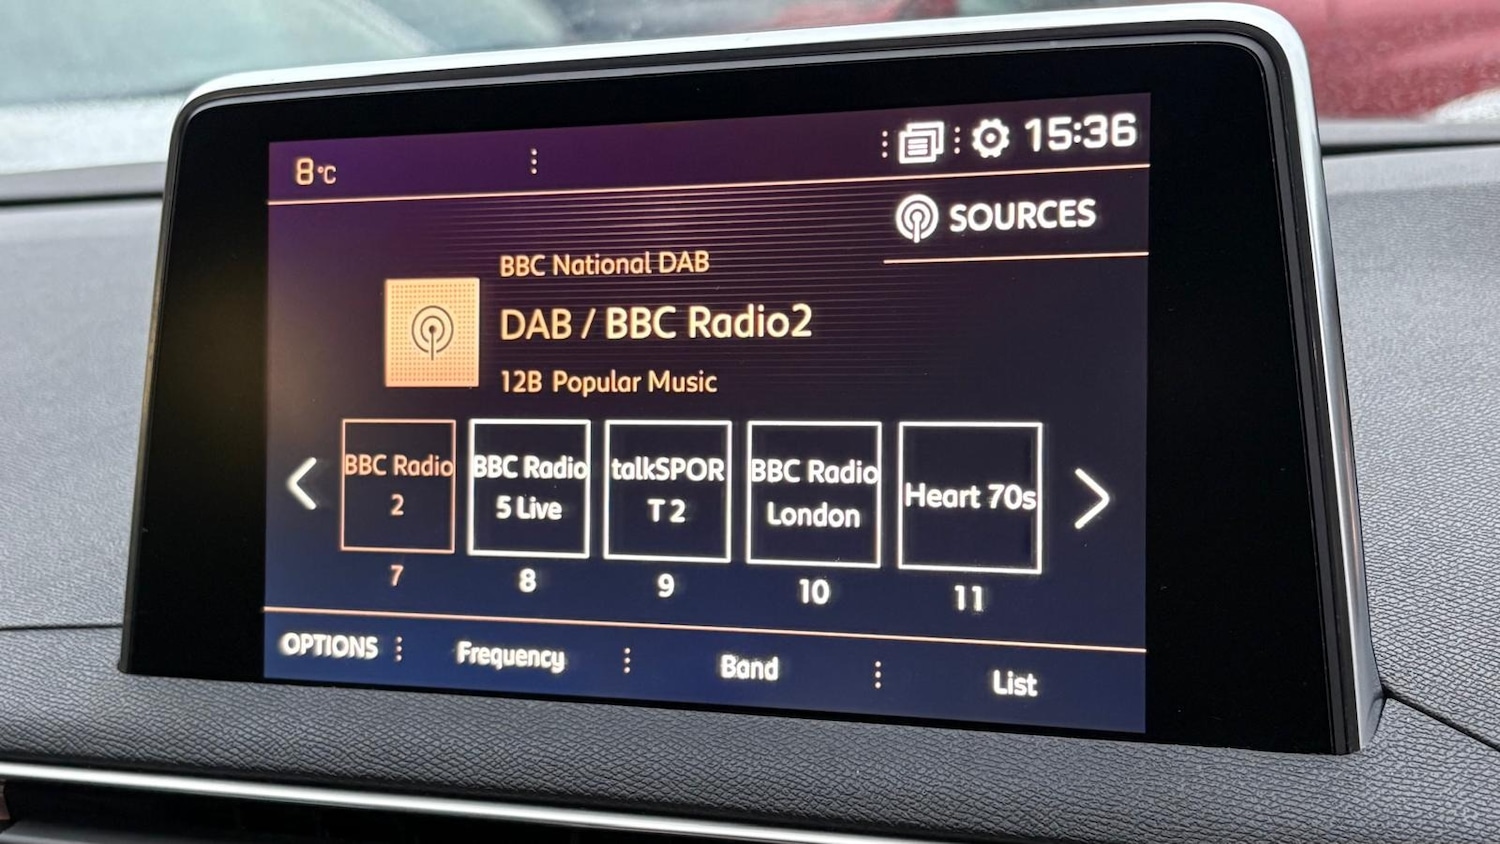 8°C
15:36
SOURCES
BBC National DAB
DAB / BBC Radio2
12B Popular Music
BBC Radio
2
BBC Radio
5 Live
talkSPOR
T 2
BBC Radio
London
Heart 70s
7
8
9
10
11
OPTIONS
Frequency
Band
List